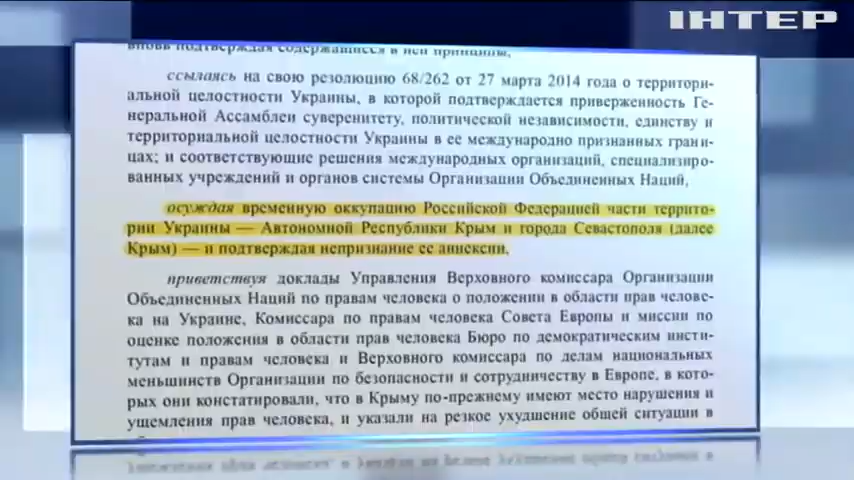 ІНТЕР
вновь подтверждая содержащиеся в ней принципы,
ссылаясь на свою резолюцию 68/262 от 27 марта 2014 года о территори-
альной целостности Украины, в которой подтверждается приверженность Ге-
неральной Ассамблеи суверенитету, политической независимости, единству и
территориальной целостности Украины в ее международно признанных грани-
цах; и соответствующие решения международных организаций, специализиро-
ванных учреждений и органов системы Организации Объединенных Наций,
осуждая временную оккупацию Российской Федерацией части террито-
рии Украины — Автономной Республики Крым и города Севастополя (далее
Крым) — и подтверждая непризнание ее аннексии,
приветствуя доклады Управления Верховного комиссара Организации
Объединенных Наций по правам человека о положении в области прав челове-
ка на Украине, Комиссара по правам человека Совета Европы и миссии по
оценке положения в области прав человека Бюро по демократическим инсти-
тутам и правам человека и Верховного комиссара по делам национальных
меньшинств Организации по безопасности и сотрудничеству в Европе, в кото-
рых они констатировали, что в Крыму по-прежнему имеют место нарушения и
ущемления прав человека, и указали на резкое ухудшение общей ситуации в